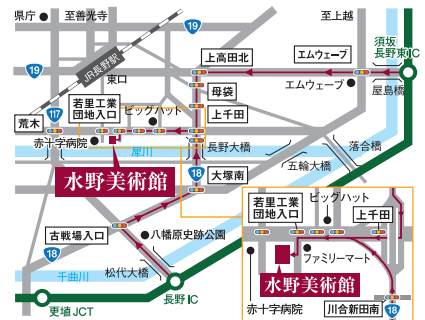 県庁
至善光寺
19
至上越
須坂
長野東IC
JR長野駅
上高田北
エムウェーブ
19
東口
エムウェーブ
屋島橋
母袋
117
若里工業
団地入口
ビッグハット
上千田
荒木
赤十字病院
長野大橋
落合橋
犀川
五輪大橋
水野美術館
18
大塚南
若里工業
団地入口
ビッグハット
上千田
古戦場入口
八幡原史跡公園
18
ファミリーマート
水野美術館
千曲川
松代大橋
赤十字病院
川合新田南
18
更埴JCT
長野IC